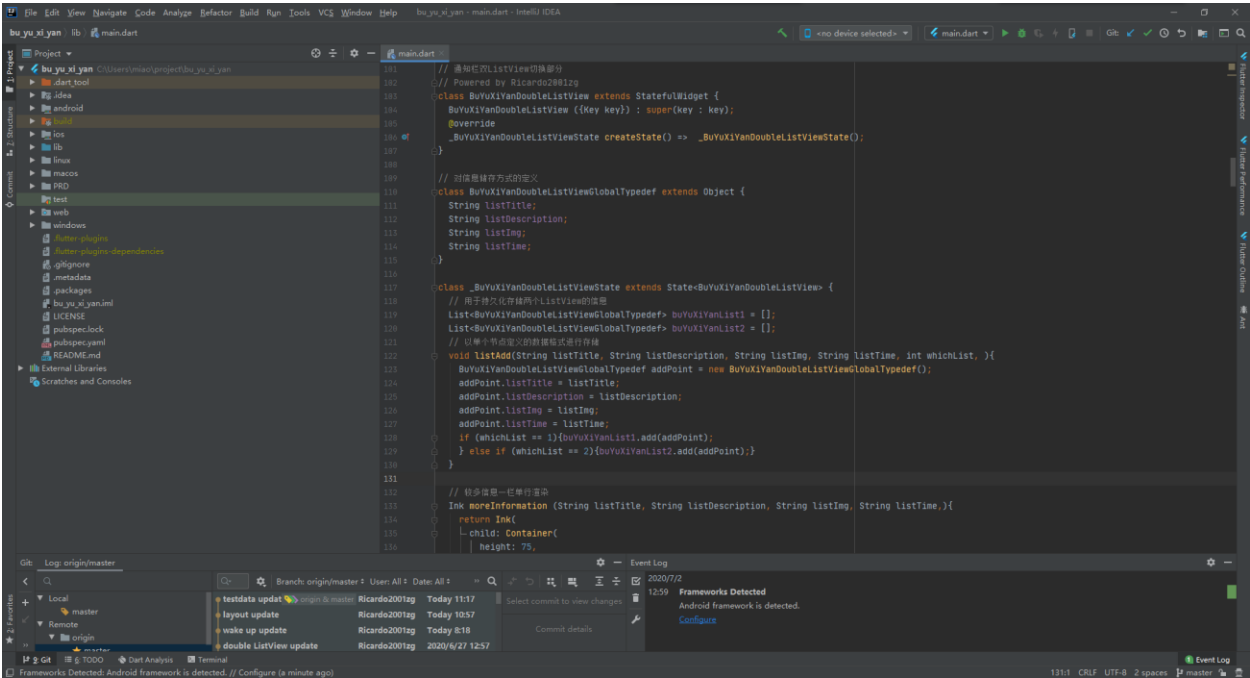 File Edit View Navigate Code Analyze Refactor Build Run Tools VCS Window Help bu_yu_xi_yan - main.dart - IntelliJ IDEA
bu_yu_xi_yan lib main.dart <no device selected> main.dart Git:
Project main.dart
bu_yu_xi_yan C:\Users\miao\project\bu_yu_xi_yan
.dart_tool
.idea
android
build
ios
lib
linux
macos
PRD
test
web
windows
.flutter-plugins
.flutter-plugins-dependencies
.gitignore
.metadata
.packages
bu_yu_xi_yan.iml
LICENSE
pubspec.lock
pubspec.yaml
README.md
External Libraries
Scratches and Consoles
1: Project
7: Structure
Commit
2: Favorites
101 // 通知栏双ListView切换部分
102 // Powered by Ricardo2001zg
103 class BuYuXiYanDoubleListView extends StatefulWidget {
104 BuYuXiYanDoubleListView ({Key key}) : super(key : key);
105 @override
106 _BuYuXiYanDoubleListViewState createState() => _BuYuXiYanDoubleListViewState();
107 }
108
109 // 对信息储存方式的定义
110 class BuYuXiYanDoubleListViewGlobalTypedef extends Object {
111 String listTitle;
112 String listDescription;
113 String listImg;
114 String listTime;
115 }
116
117 class _BuYuXiYanDoubleListViewState extends State<BuYuXiYanDoubleListView> {
118 // 用于持久化存储两个ListView的信息
119 List<BuYuXiYanDoubleListViewGlobalTypedef> buYuXiYanList1 = [];
120 List<BuYuXiYanDoubleListViewGlobalTypedef> buYuXiYanList2 = [];
121 // 以单个节点定义的数据格式进行存储
122 void listAdd(String listTitle, String listDescription, String listImg, String listTime, int whichList, ){
123 BuYuXiYanDoubleListViewGlobalTypedef addPoint = new BuYuXiYanDoubleListViewGlobalTypedef();
124 addPoint.listTitle = listTitle;
125 addPoint.listDescription = listDescription;
126 addPoint.listImg = listImg;
127 addPoint.listTime = listTime;
128 if (whichList == 1){buYuXiYanList1.add(addPoint);
129 } else if (whichList == 2){buYuXiYanList2.add(addPoint);}
130 }
131
132 // 较多信息一栏单行渲染
133 Ink moreInformation (String listTitle, String listDescription, String listImg, String listTime,){
134 return Ink(
135 child: Container(
136 height: 75,
Flutter Inspector
Flutter Performance
Flutter Outline
Ant
Git: Log: origin/master
Branch: origin/master User: All Date: All
Local
master
Remote
origin
master
testdata updat origin & master Ricardo2001zg Today 11:17
layout update Ricardo2001zg Today 10:57
wake up update Ricardo2001zg Today 8:18
double ListView update Ricardo2001zg 2020/6/27 12:57
Select commit to view changes
Commit details
Event Log
2020/7/2
12:59 Frameworks Detected
Android framework is detected.
Configure
9: Git 6: TODO Dart Analysis Terminal 1 Event Log
Frameworks Detected: Android framework is detected. // Configure (a minute ago) 131:1 CRLF UTF-8 2 spaces master